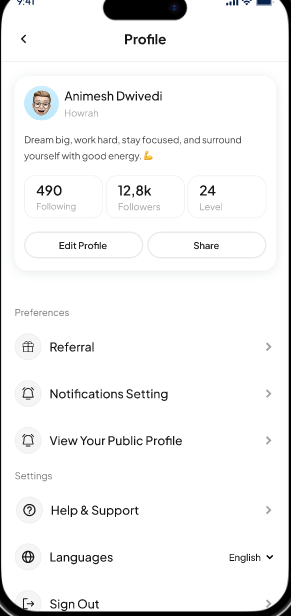 9:41
Profile
Animesh Dwivedi
Howrah
Dream big, work hard, stay focused, and surround
yourself with good energy. 💪
490 12,8k 24
Following Followers Level
Edit Profile Share
Preferences
Referral
Notifications Setting
View Your Public Profile
Settings
Help & Support
Languages English
Sign Out